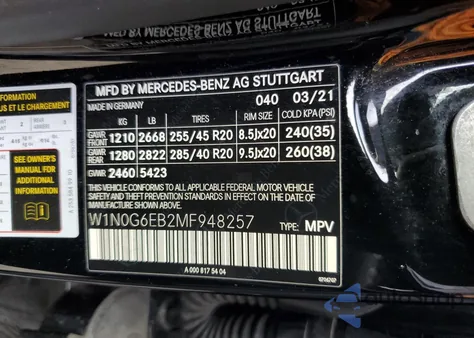 FORMATION
US ET LE CHARGEMENT
SEE OWNER'S
MANUAL FOR
ADDITIONAL
INFORMATION
MFD BY MERCEDES-BENZ AG STUTTGART
MADE IN GERMANY 040 03/21
KG LB TIRES RIM SIZE COLD KPA(PSI)
GAWR FRONT 1210 2668 255/45 R20 8.5Jx20 240(35)
GAWR REAR 1280 2822 285/40 R20 9.5Jx20 260(38)
GVWR 2460 5423
THIS VEHICLE CONFORMS TO ALL APPLICABLE FEDERAL MOTOR
VEHICLE SAFETY AND THEFT PREVENTION STANDARDS IN EFFECT
ON THE DATE OF MANUFACTURE SHOWN ABOVE.
W1N0G6EB2MF948257 TYPE: MPV
A 000 817 54 04